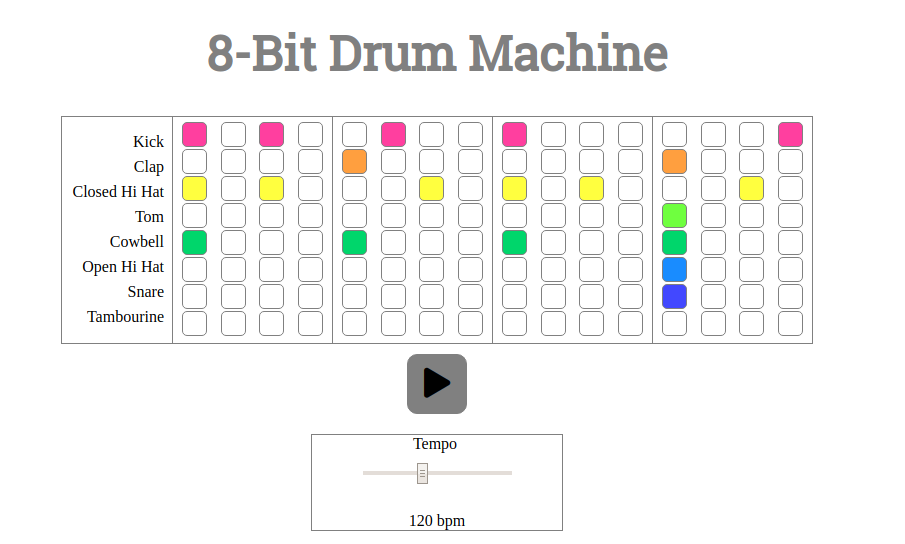 8-Bit Drum Machine
Kick
Clap
Closed Hi Hat
Tom
Cowbell
Open Hi Hat
Snare
Tambourine
Tempo
120 bpm